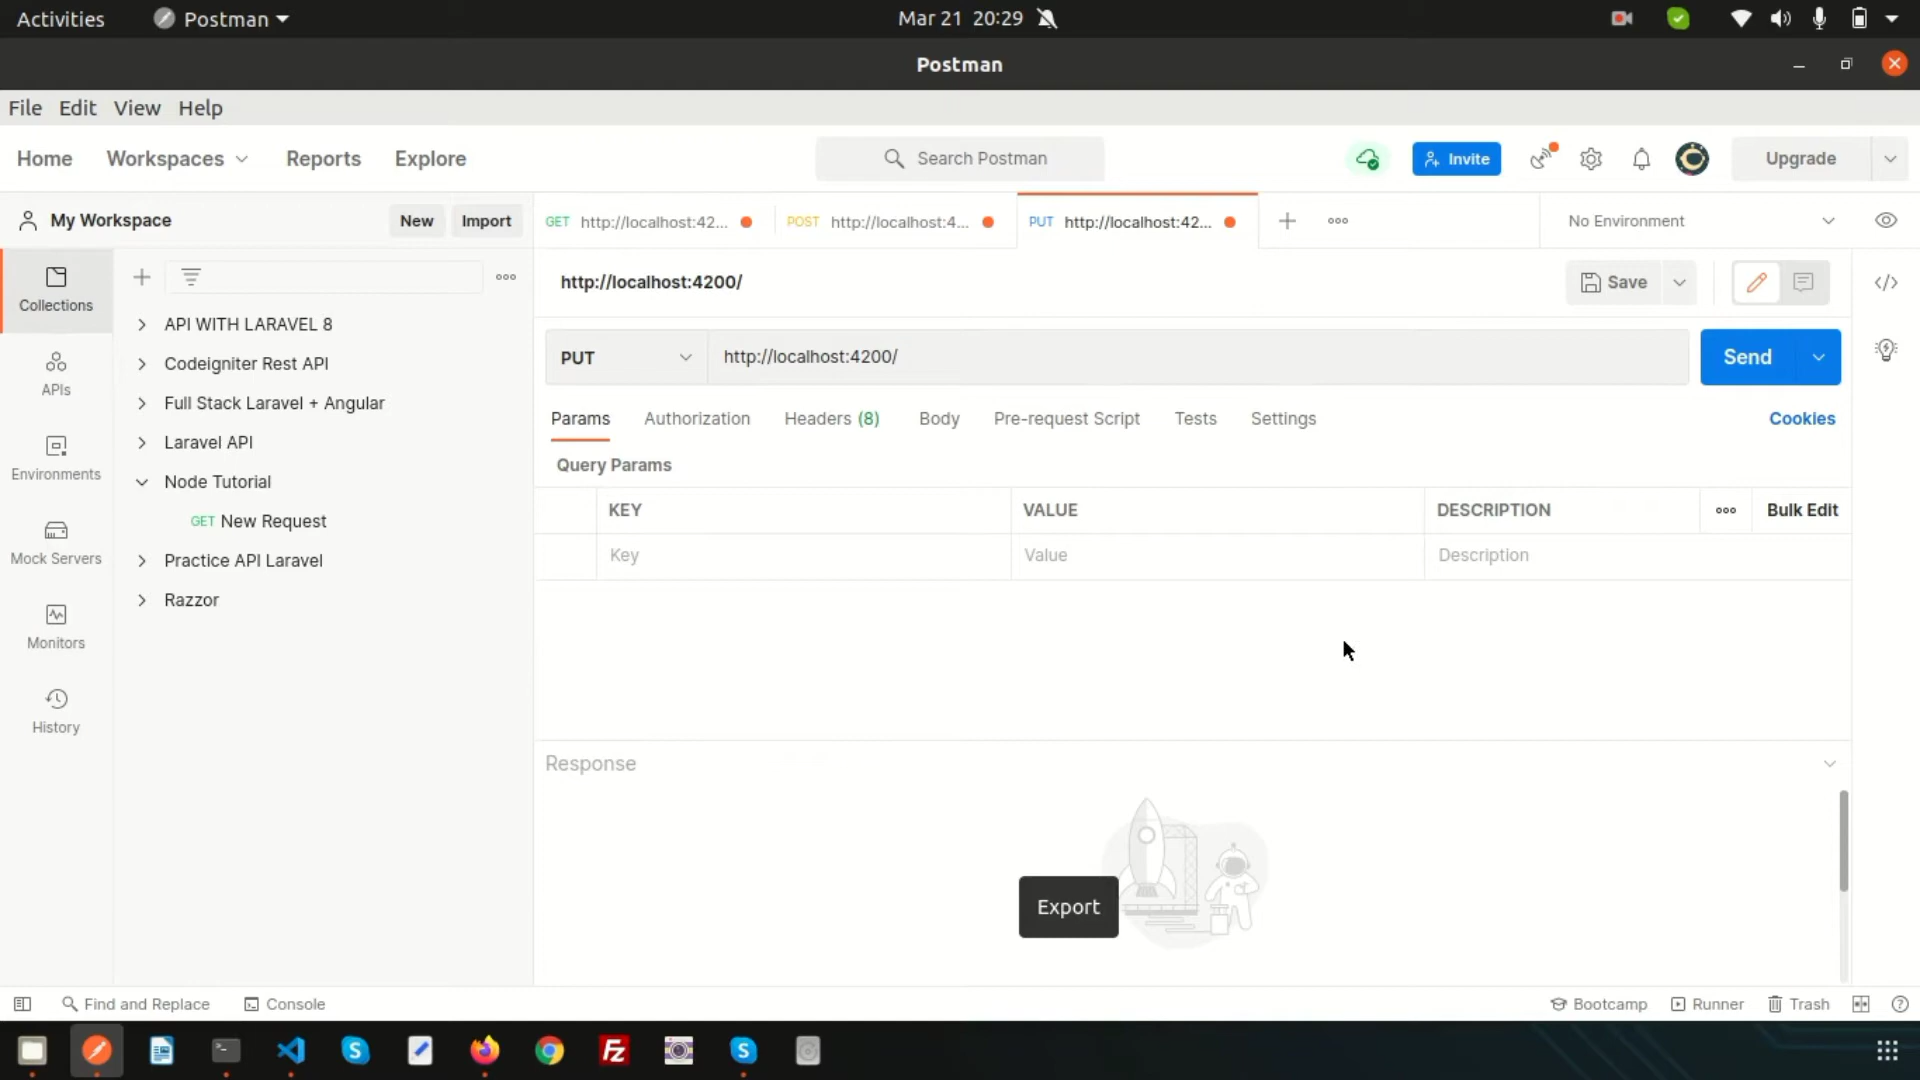 Activities Postman Mar 21 20:29
Postman
File Edit View Help
Home Workspaces Reports Explore Search Postman Invite Upgrade
My Workspace New Import GET http://localhost:42... POST http://localhost:4... PUT http://localhost:42... No Environment
Collections
http://localhost:4200/ Save
API WITH LARAVEL 8
Codeigniter Rest API
Full Stack Laravel + Angular
Laravel API
Node Tutorial
GET New Request
Practice API Laravel
Razzor
APIs
Environments
Mock Servers
Monitors
History
PUT http://localhost:4200/ Send
Params Authorization Headers (8) Body Pre-request Script Tests Settings Cookies
Query Params
KEY VALUE DESCRIPTION Bulk Edit
Key Value Description
Response
Export
Find and Replace Console Bootcamp Runner Trash